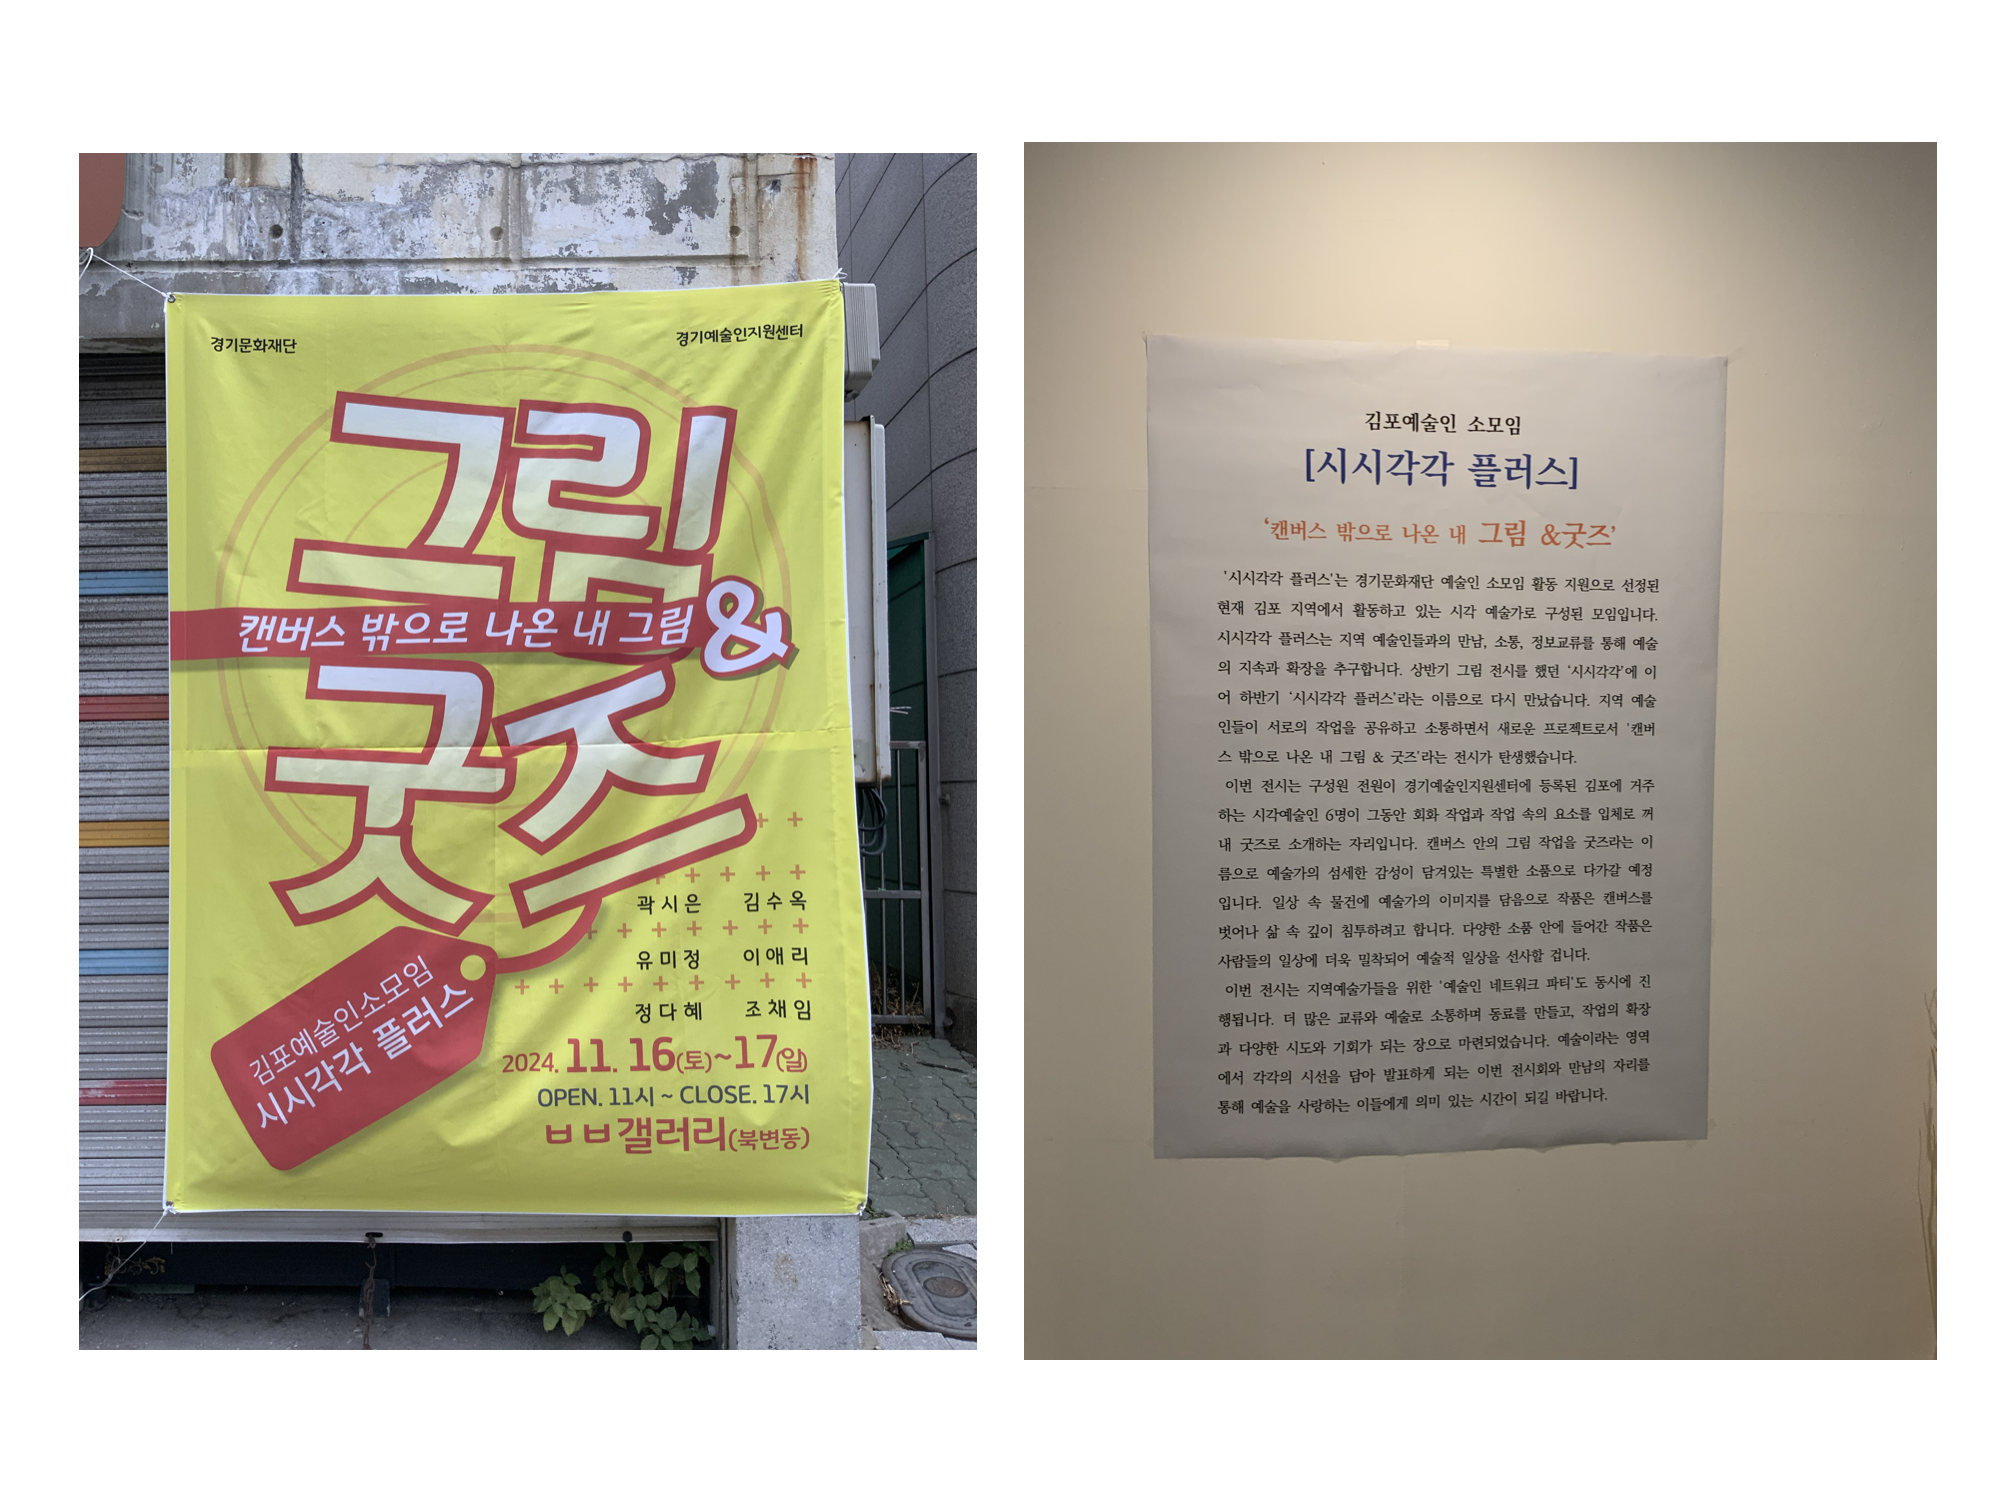 경기문화재단
경기예술인지원센터
그림
캔버스 밖으로 나온 내 그림 &
굿즈
곽시은 김수옥
유미정 이애리
정다혜 조채임
김포예술인소모임
시시각각 플러스
2024. 11. 16(토)~17(일)
OPEN. 11시 ~ CLOSE. 17시
ㅂㅂ갤러리(북변동)
김포예술인 소모임
[시시각각 플러스]
'캔버스 밖으로 나온 내 그림 &굿즈'
'시시각각 플러스'는 경기문화재단 예술인 소모임 활동 지원으로 선정된
현재 김포 지역에서 활동하고 있는 시각 예술가로 구성된 모임입니다.
시시각각 플러스는 지역 예술인들과의 만남, 소통, 정보교류를 통해 예술
의 지속과 확장을 추구합니다. 상반기 그림 전시를 했던 '시시각각'에 이
어 하반기 '시시각각 플러스'라는 이름으로 다시 만났습니다. 지역 예술
인들이 서로의 작업을 공유하고 소통하면서 새로운 프로젝트로서 '캔버
스 밖으로 나온 내 그림 & 굿즈'라는 전시가 탄생했습니다.
이번 전시는 구성원 전원이 경기예술인지원센터에 등록된 김포에 거주
하는 시각예술인 6명이 그동안 회화 작업과 작업 속의 요소를 입체로 꺼
내 굿즈로 소개하는 자리입니다. 캔버스 안의 그림 작업을 굿즈라는 이
름으로 예술가의 섬세한 감성이 담겨있는 특별한 소품으로 다가갈 예정
입니다. 일상 속 물건에 예술가의 이미지를 담음으로 작품은 캔버스를
벗어나 삶 속 깊이 침투하려고 합니다. 다양한 소품 안에 들어간 작품은
사람들의 일상에 더욱 밀착되어 예술적 일상을 선사할 겁니다.
이번 전시는 지역예술가들을 위한 '예술인 네트워크 파티'도 동시에 진
행됩니다. 더 많은 교류와 예술로 소통하며 동료를 만들고, 작업의 확장
과 다양한 시도와 기회가 되는 장으로 마련되었습니다. 예술이라는 영역
에서 각각의 시선을 담아 발표하게 되는 이번 전시회와 만남의 자리를
통해 예술을 사랑하는 이들에게 의미 있는 시간이 되길 바랍니다.